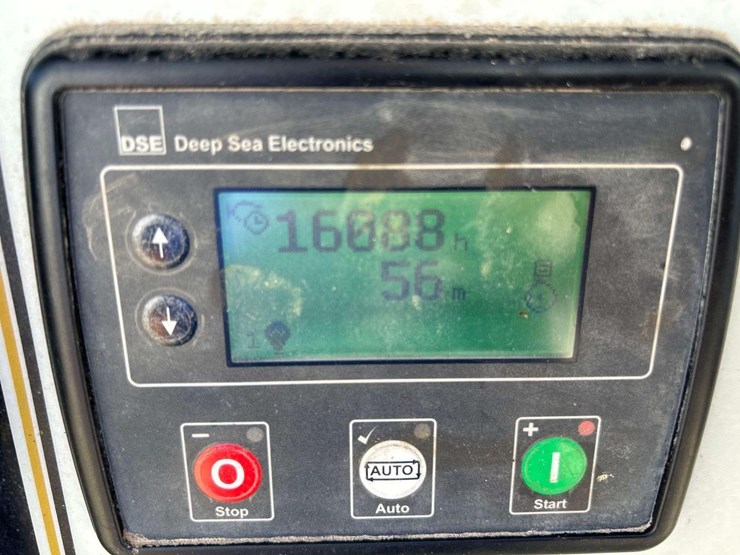 DSE Deep Sea Electronics
16088 h
56 m
1
O
AUTO
I
Stop
Auto
Start